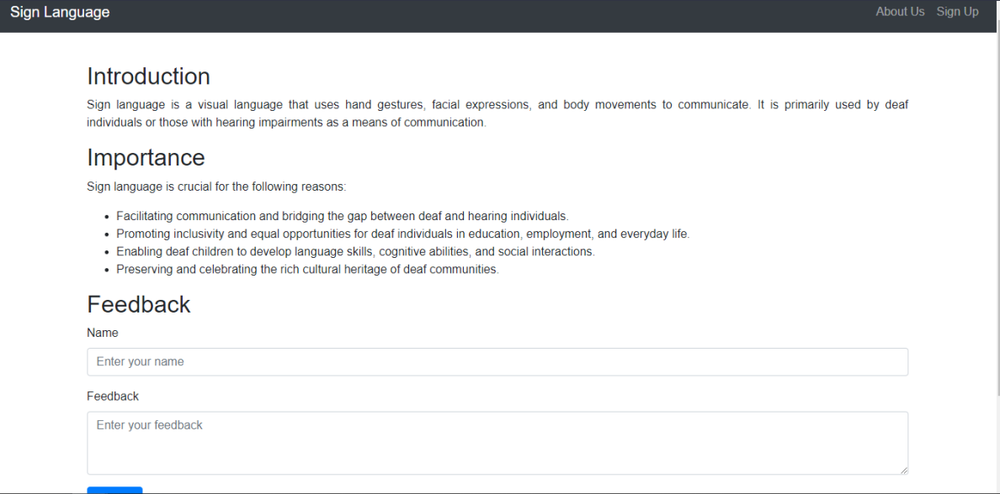 Sign Language
About Us Sign Up
Introduction
Sign language is a visual language that uses hand gestures, facial expressions, and body movements to communicate. It is primarily used by deaf
individuals or those with hearing impairments as a means of communication.
Importance
Sign language is crucial for the following reasons:
Facilitating communication and bridging the gap between deaf and hearing individuals.
Promoting inclusivity and equal opportunities for deaf individuals in education, employment, and everyday life.
Enabling deaf children to develop language skills, cognitive abilities, and social interactions.
Preserving and celebrating the rich cultural heritage of deaf communities.
Feedback
Name
Enter your name
Feedback
Enter your feedback